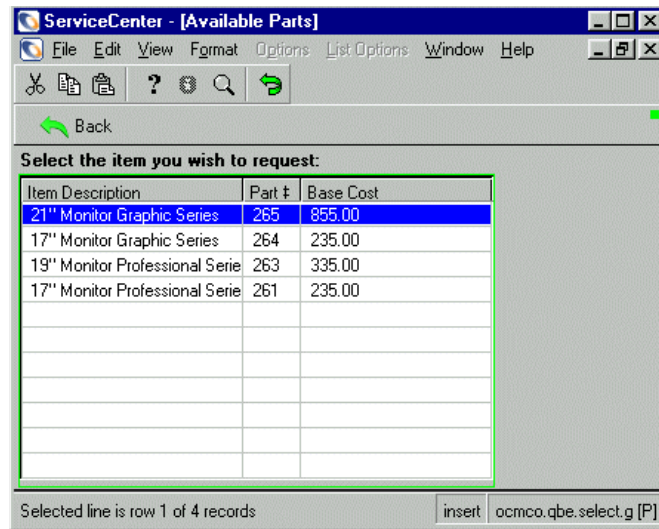 ServiceCenter - [Available Parts]
File Edit View Format Options List Options Window Help
Back
Select the item you wish to request:
Item Description Part ‡ Base Cost
21" Monitor Graphic Series 265 855.00
17" Monitor Graphic Series 264 235.00
19" Monitor Professional Serie 263 335.00
17" Monitor Professional Serie 261 235.00
Selected line is row 1 of 4 records insert ocmco.qbe.select.g [P]